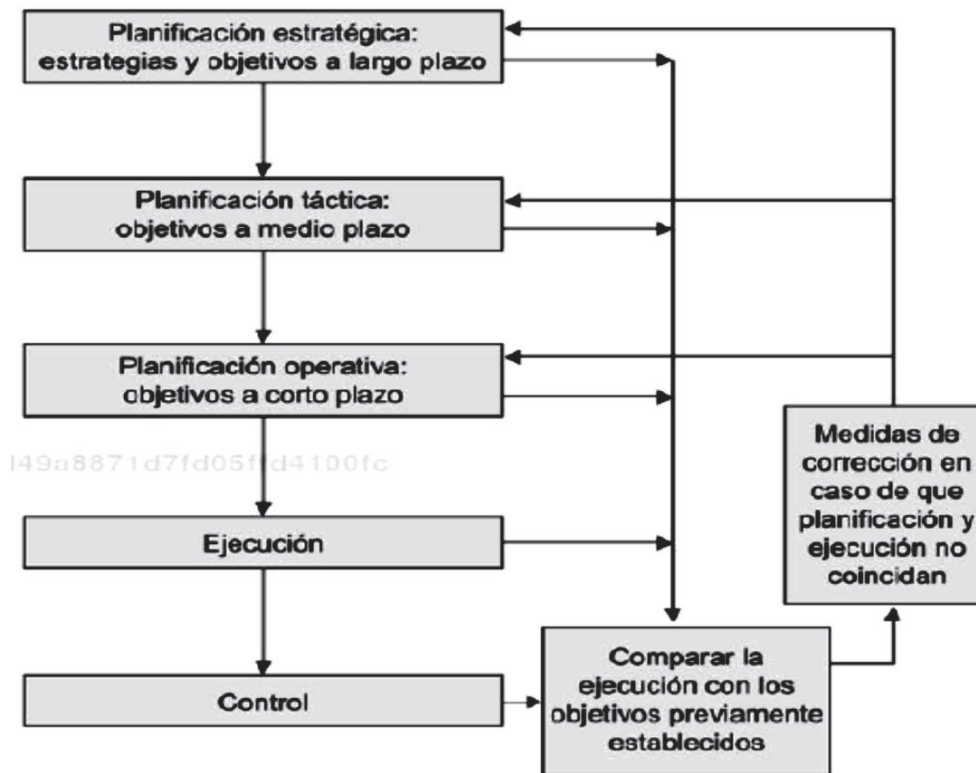 Planificación estratégica:
estrategias y objetivos a largo plazo
Planificación táctica:
objetivos a medio plazo
Planificación operativa:
objetivos a corto plazo
l49a8871d7fd05ffd4100fc
Ejecución
Control
Comparar la
ejecución con los
objetivos previamente
establecidos
Medidas de
corrección en
caso de que
planificación y
ejecución no
coincidan